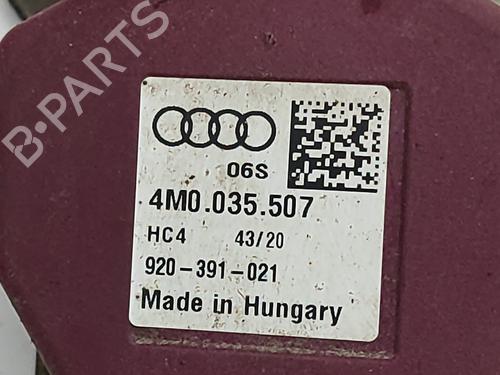 B-PARTS
06S
4M0.035.507
HC4 43/20
920-391-021
Made in Hungary